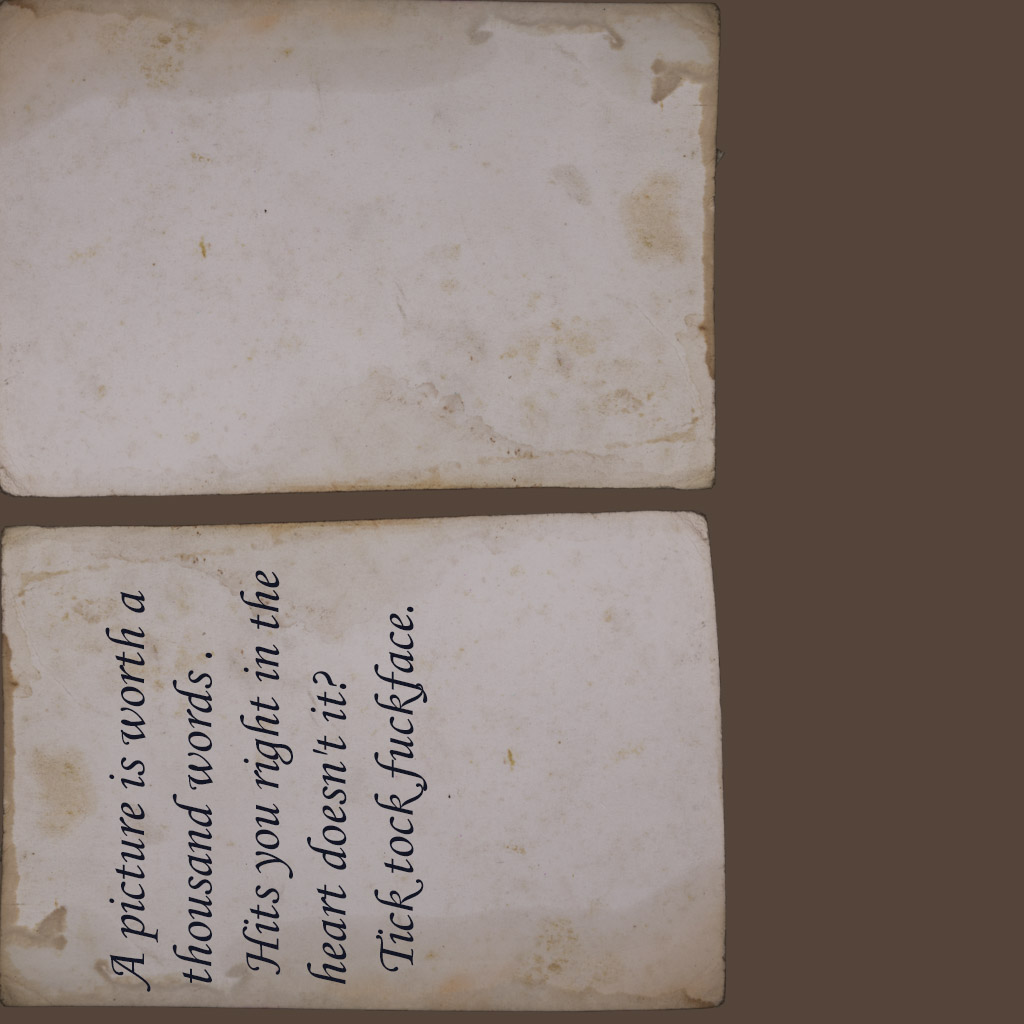 A picture is worth a
thousand words .
Hits you right in the
heart doesn't it?
Tick tock fuckface.